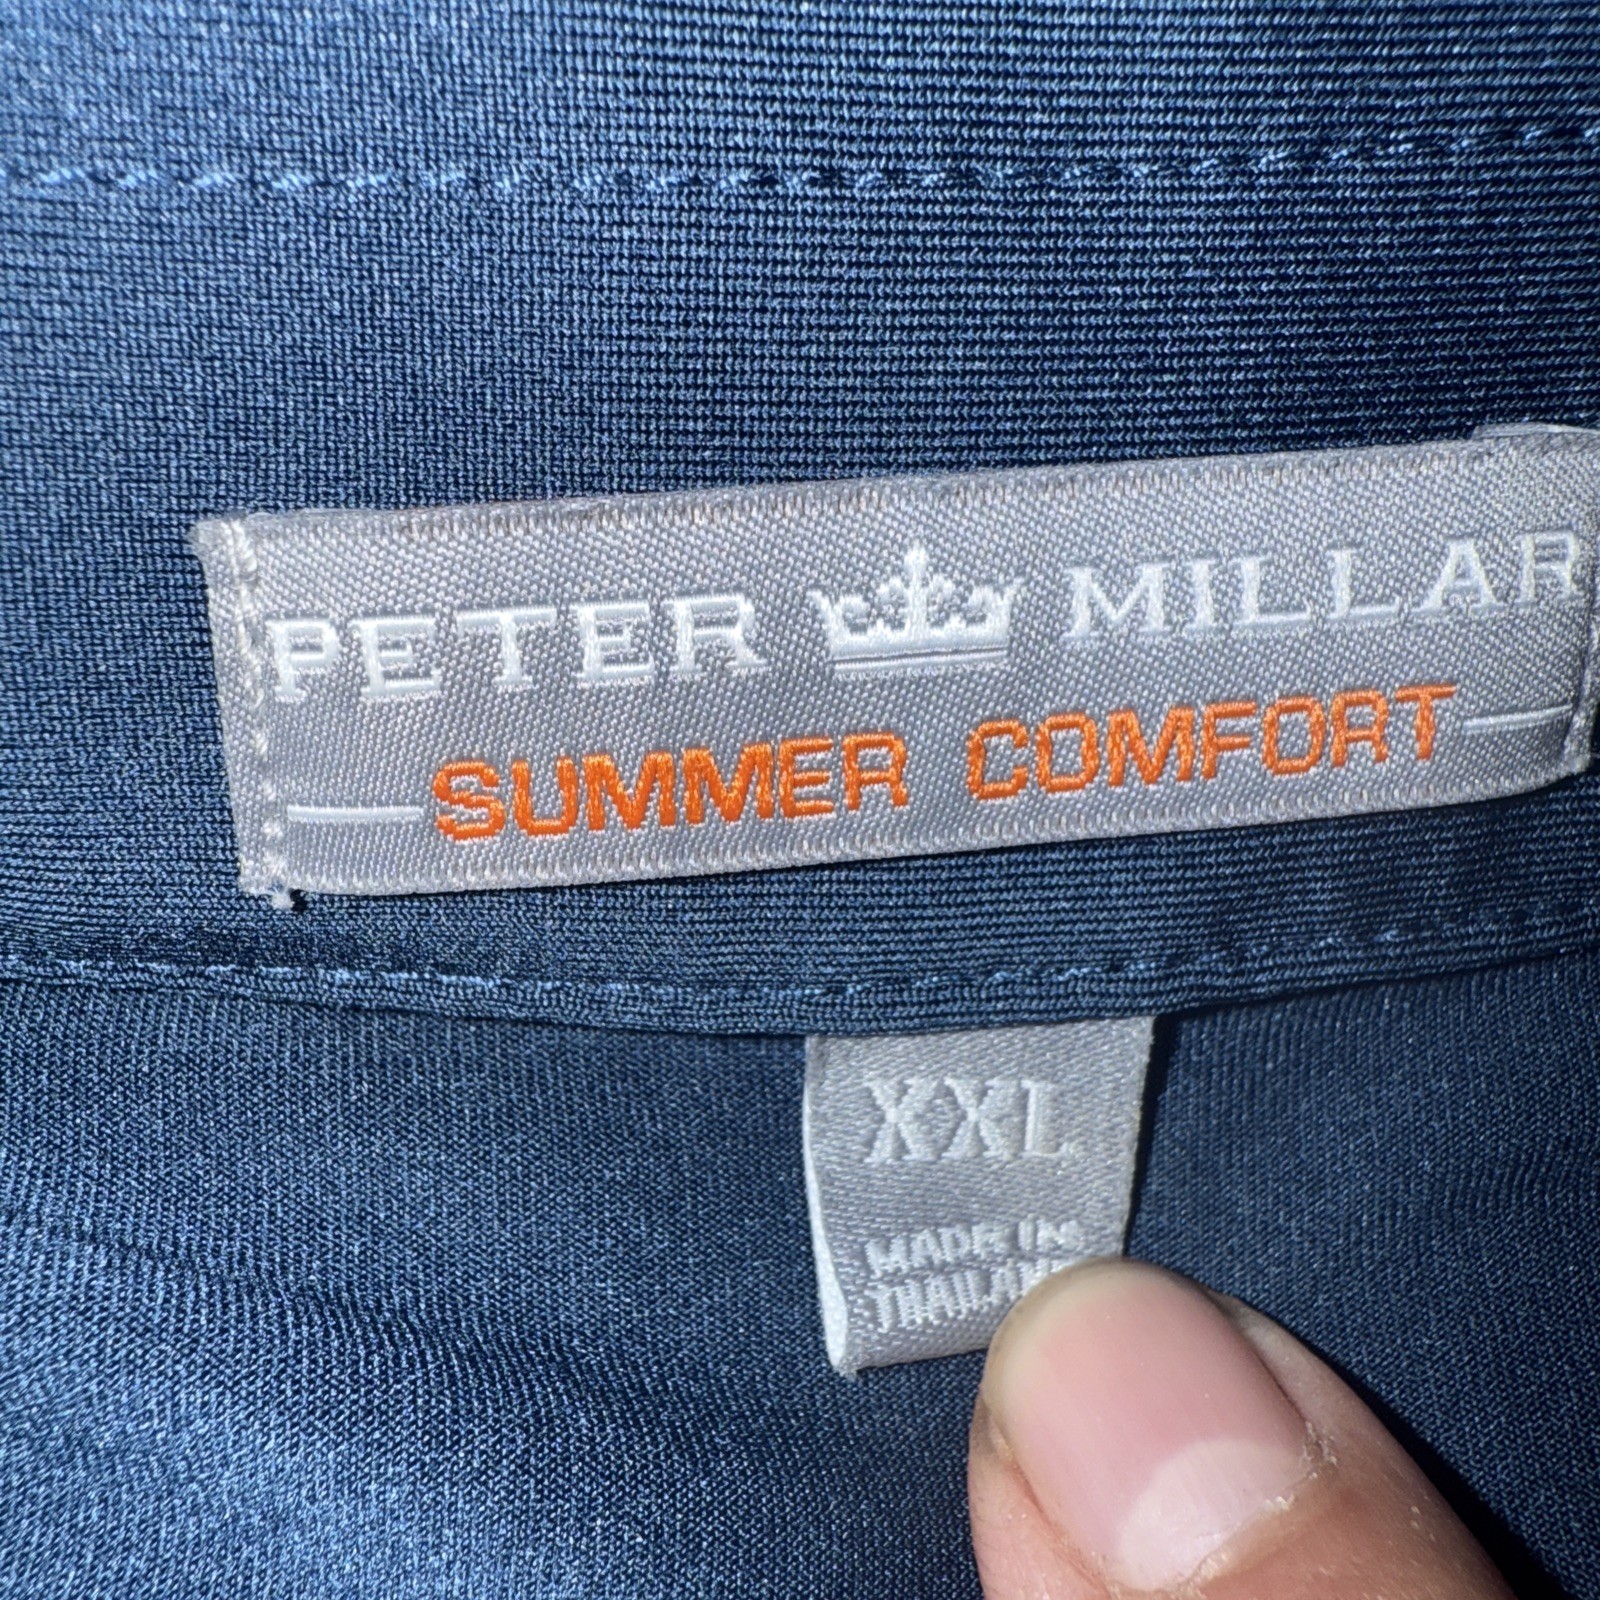 PETER MILLAR
SUMMER COMFORT
XXL
MADE IN